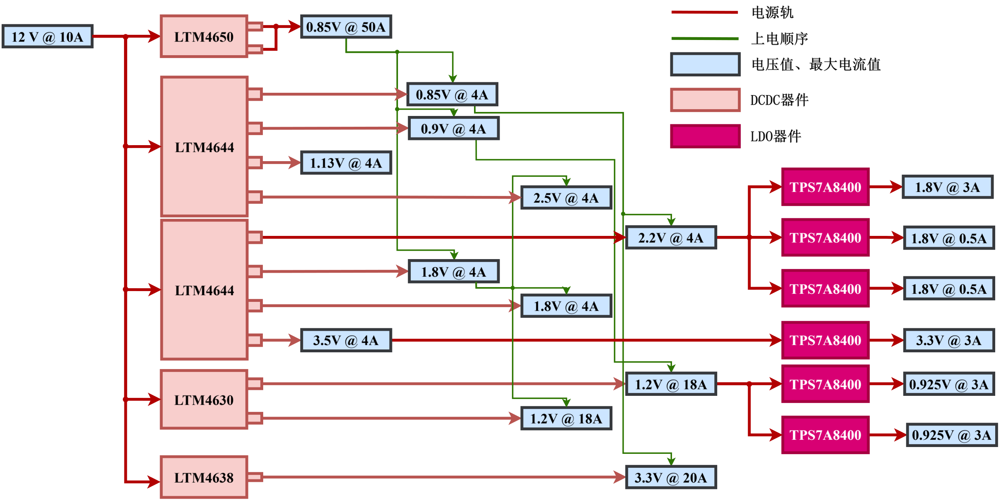 电源轨
上电顺序
电压值、最大电流值
DCDC器件
LDO器件
12 V @ 10A
LTM4650
0.85V @ 50A
LTM4644
0.85V @ 4A
0.9V @ 4A
1.13V @ 4A
2.5V @ 4A
LTM4644
2.2V @ 4A
1.8V @ 4A
1.8V @ 4A
3.5V @ 4A
LTM4630
1.2V @ 18A
1.2V @ 18A
LTM4638
3.3V @ 20A
TPS7A8400
1.8V @ 3A
TPS7A8400
1.8V @ 0.5A
TPS7A8400
1.8V @ 0.5A
TPS7A8400
3.3V @ 3A
TPS7A8400
0.925V @ 3A
TPS7A8400
0.925V @ 3A